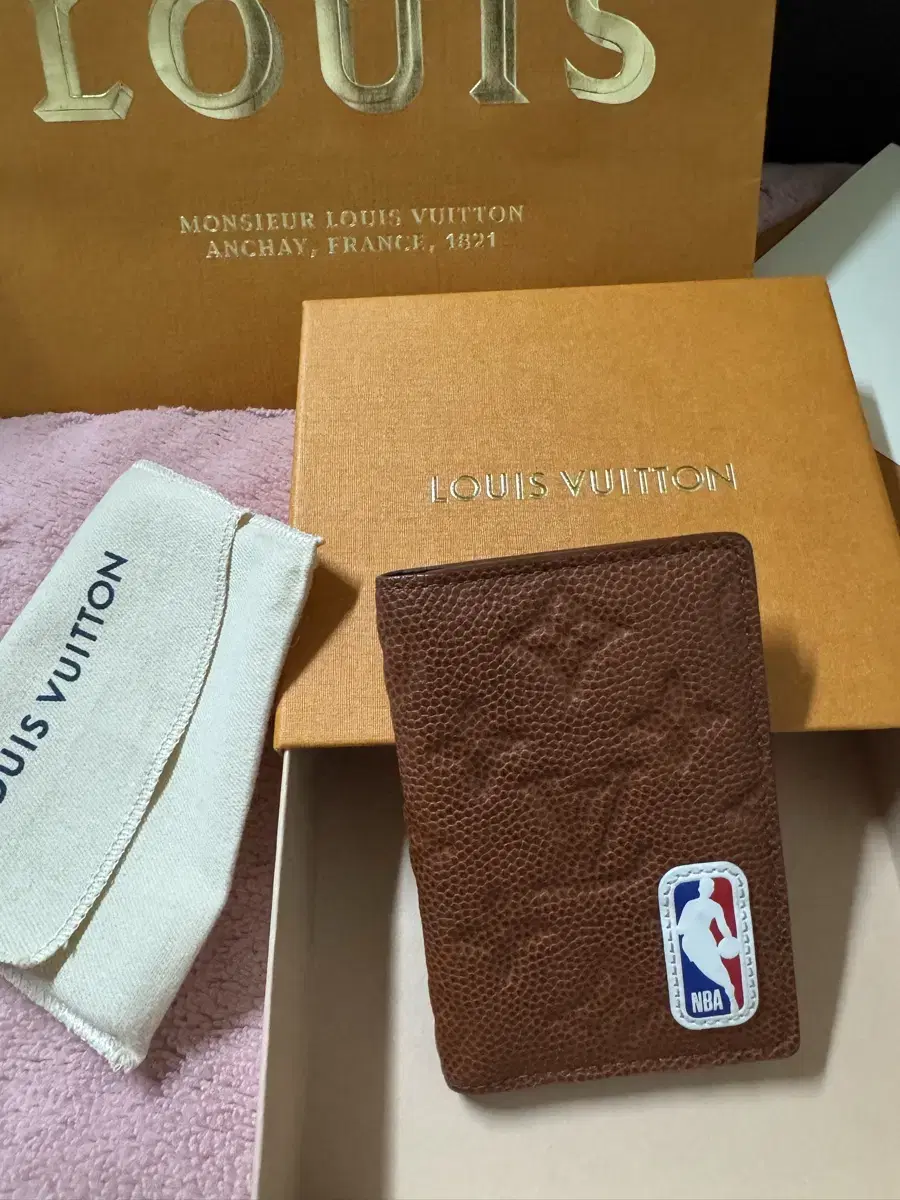 LOUIS
MONSIEUR LOUIS VUITTON
ANCHAY, FRANCE, 1821
LOUIS VUITTON
OUIS VUITTON
NBA